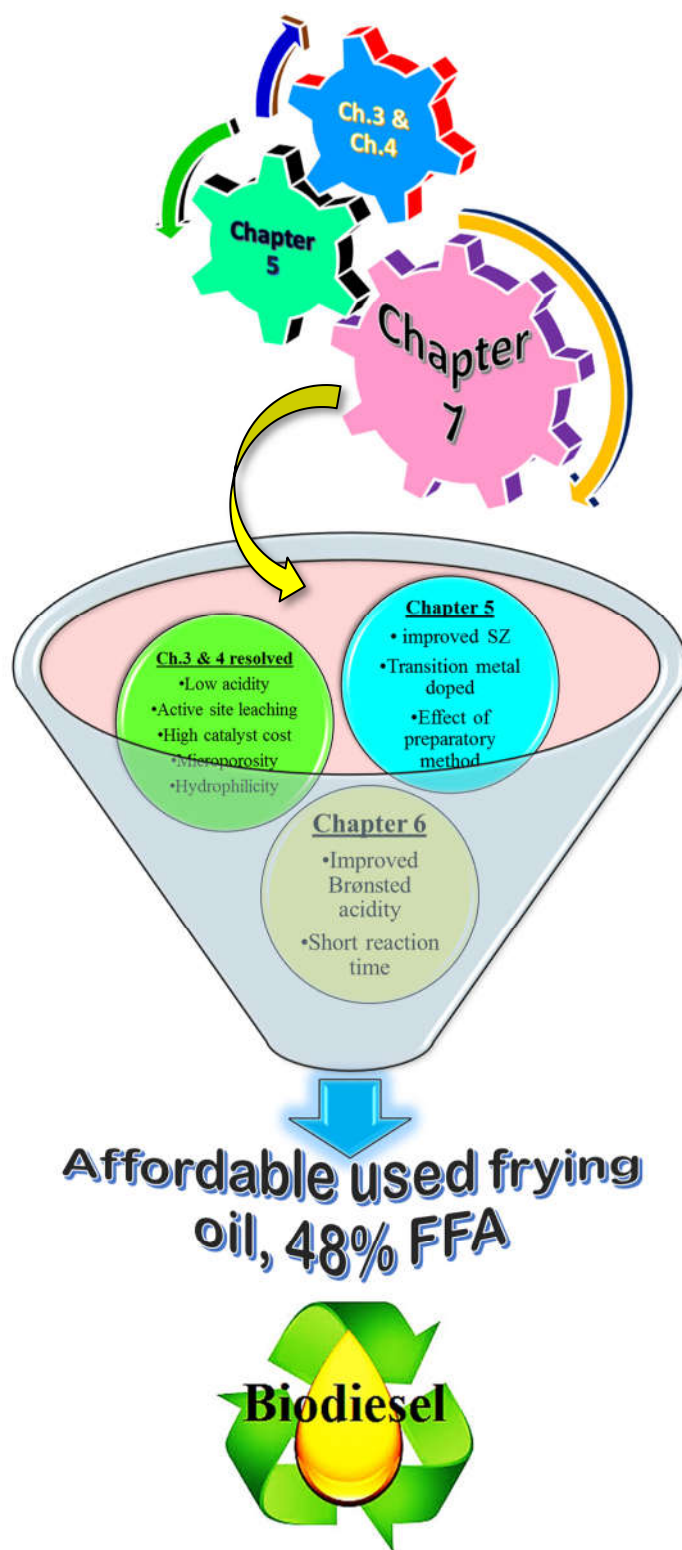 Ch.3 &
Ch.4
Chapter
5
Chapter
7
Ch.3 & 4 resolved
•Low acidity
•Active site leaching
•High catalyst cost
•Microporosity
•Hydrophilicity
Chapter 5
• improved SZ
•Transition metal
doped
•Effect of
preparatory
method
Chapter 6
•Improved
Brønsted
acidity
•Short reaction
time
Affordable used frying
oil, 48% FFA
Biodiesel